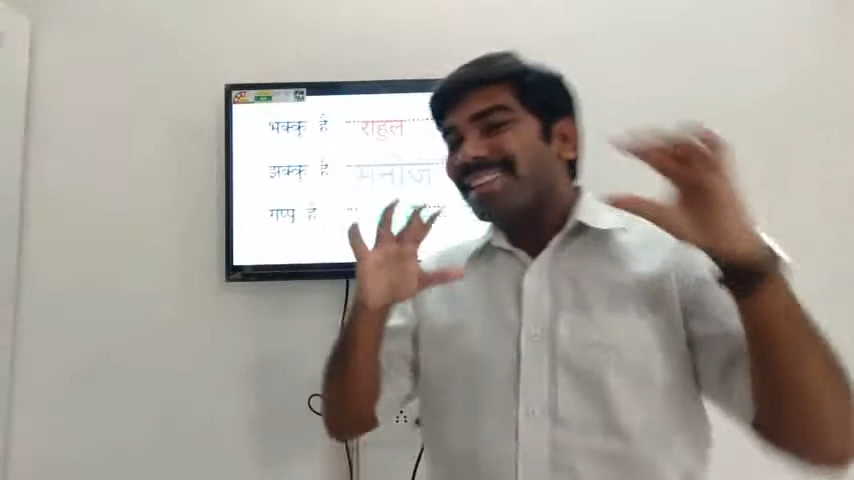 भक्कू है राहुल
झक्कू है मनोज
गप्पू है